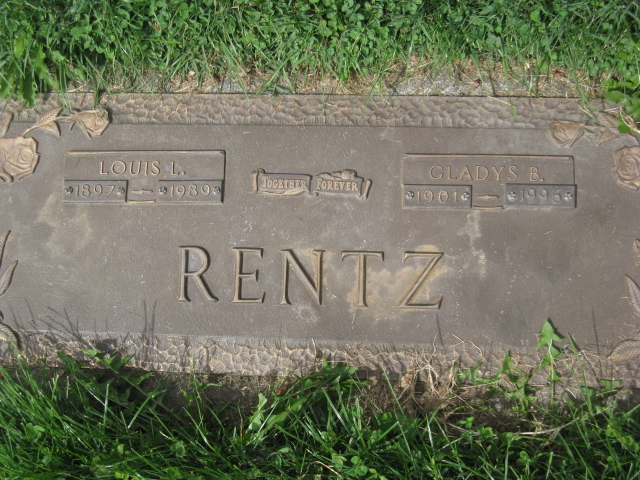 LOUIS L.
1897 – 1989
TOGETHER FOREVER
GLADYS B.
1901 – 1996
RENTZ